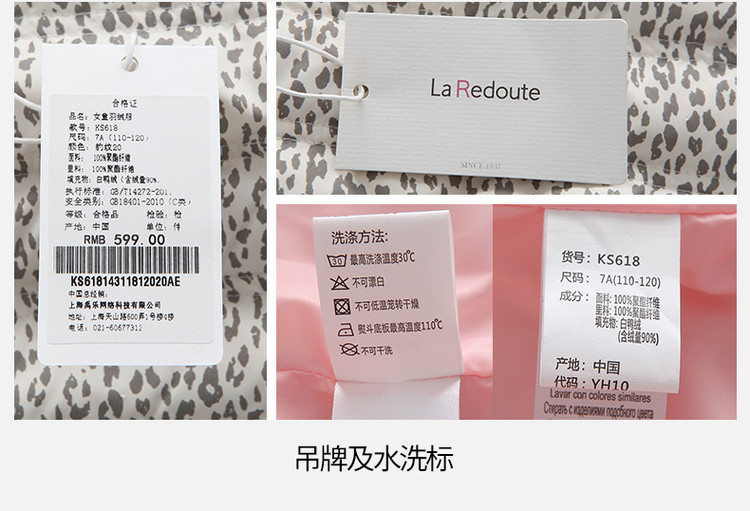 合格证
品名: 女童羽绒服
款号: KS618
尺码: 7A (110-120)
颜色: 豹纹20
面料: 100%聚酯纤维
里料: 100%聚酯纤维
填充物: 白鸭绒 (含绒量90%)
执行标准: GB/T14272-2011
安全类别: GB18401-2010 (C类)
等级: 合格品 检验: 检
产地: 中国 单位: 件
RMB 599.00
KS61814311812020AE
中国总经销:
上海禹乐网络科技有限公司
上海天山路600弄1号楼4楼
电话: 021-60677312
La Redoute
SINCE 1837
洗涤方法:
30 最高洗涤温度30℃
不可漂白
不可低温笼转干燥
熨斗底板最高温度110℃
不可干洗
货号: KS618
尺码: 7A(110-120)
成分: 面料: 100%聚酯纤维
里料: 100%聚酯纤维
填充物: 白鸭绒
(含绒量90%)
产地: 中国
代码: YH10
Lavar con colores similares
Стирать с изделиями подобного цвета
吊牌及水洗标